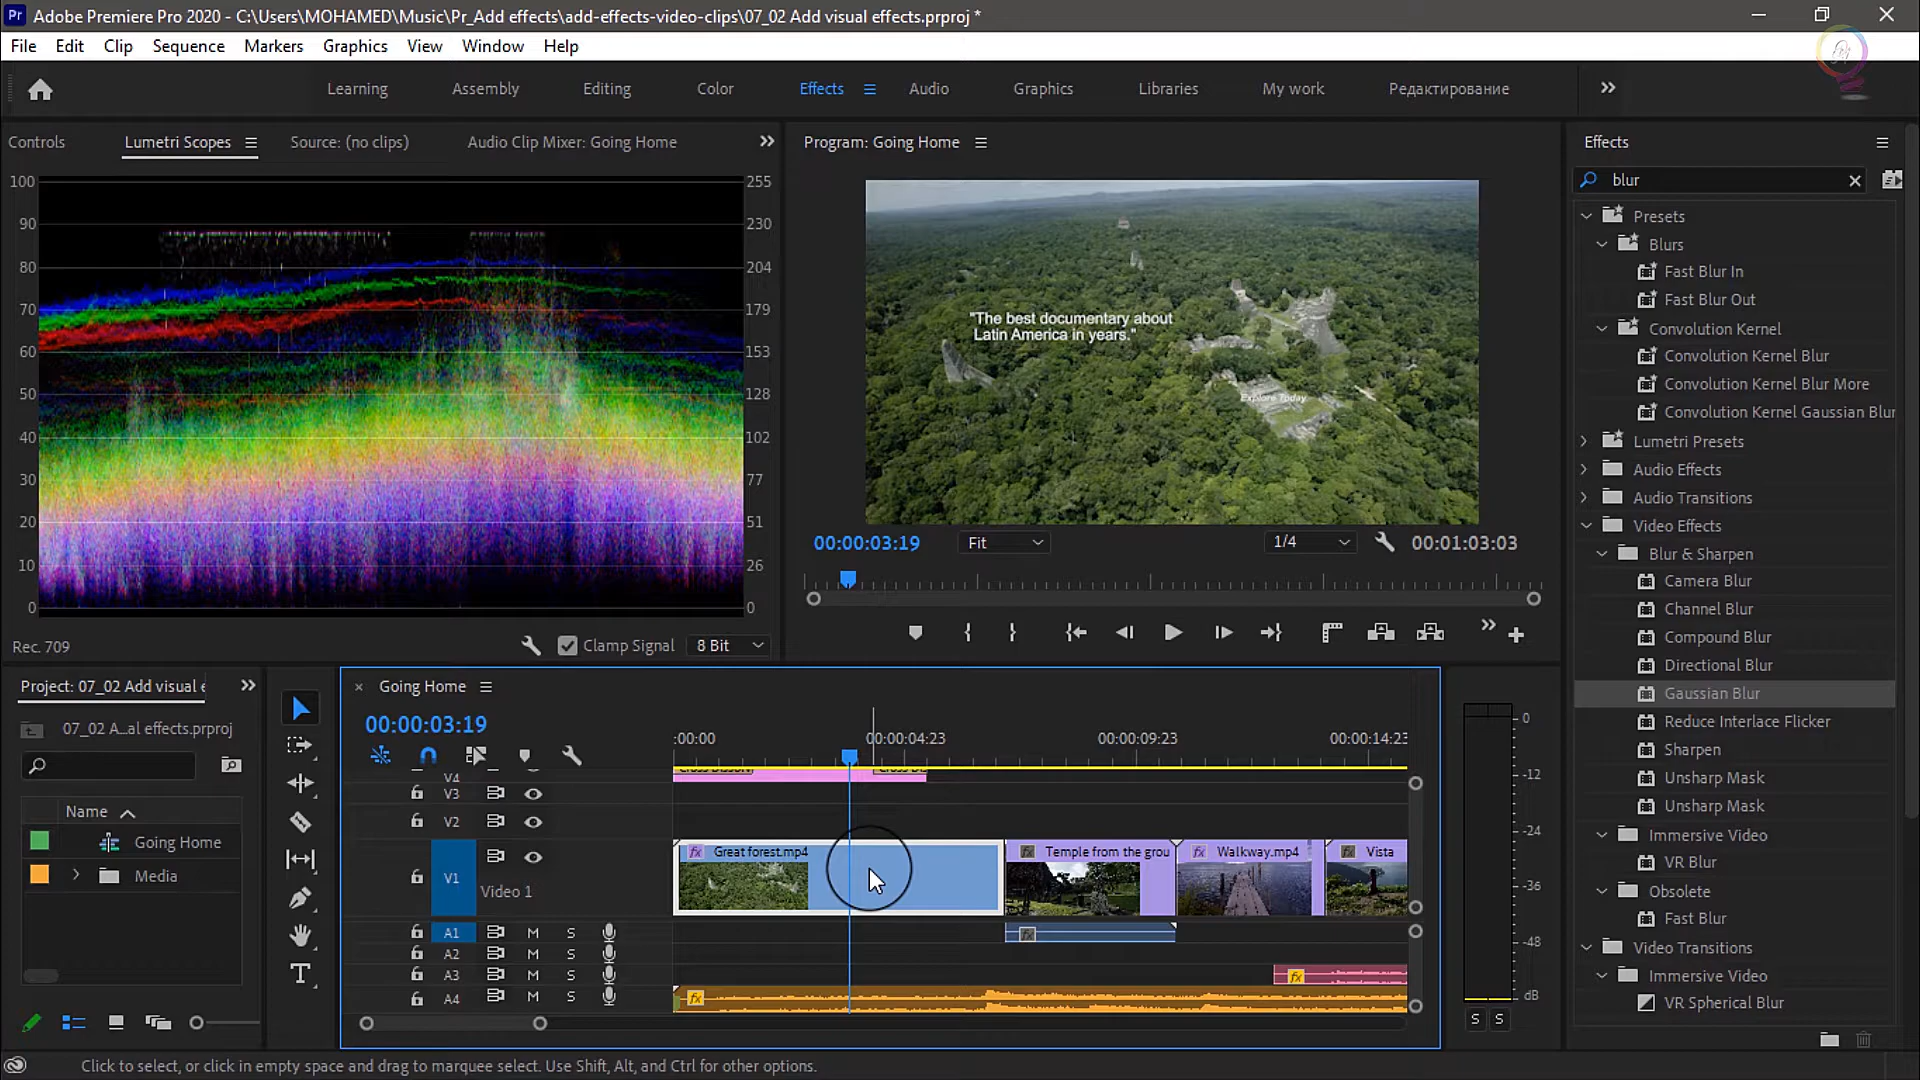 Adobe Premiere Pro 2020 - C:\Users\MOHAMED\Music\Pr_Add effects\add-effects-video-clips\07_02 Add visual effects.prproj *
File Edit Clip Sequence Markers Graphics View Window Help
Learning Assembly Editing Color Effects Audio Graphics Libraries My work Редактирование
Controls Lumetri Scopes Source: (no clips) Audio Clip Mixer: Going Home
100 255
90 230
80 204
70 179
60 153
50 128
40 102
30 77
20 51
10 26
0 0
Rec. 709 Clamp Signal 8 Bit
Program: Going Home
"The best documentary about
Latin America in years."
Explore Today
00:00:03:19 Fit 1/4 00:01:03:03
Effects
blur
Presets
Blurs
Fast Blur In
Fast Blur Out
Convolution Kernel
Convolution Kernel Blur
Convolution Kernel Blur More
Convolution Kernel Gaussian Blur
Lumetri Presets
Audio Effects
Audio Transitions
Video Effects
Blur & Sharpen
Camera Blur
Channel Blur
Compound Blur
Directional Blur
Gaussian Blur
Reduce Interlace Flicker
Sharpen
Unsharp Mask
Unsharp Mask
Immersive Video
VR Blur
Obsolete
Fast Blur
Video Transitions
Immersive Video
VR Spherical Blur
Project: 07_02 Add visual e
07_02 A...al effects.prproj
Name
Going Home
Media
Going Home
00:00:03:19
:00:00 00:00:04:23 00:00:09:23 00:00:14:23
V4
V3
V2
V1 Video 1
fx Great forest.mp4 fx Temple from the grou fx Walkway.mp4 fx Vista
A1 M S fx
A2 M S
A3 M S fx
A4 M S fx
0
-12
-24
-36
-48
dB
S S
Click to select, or click in empty space and drag to marquee select. Use Shift, Alt, and Ctrl for other options.